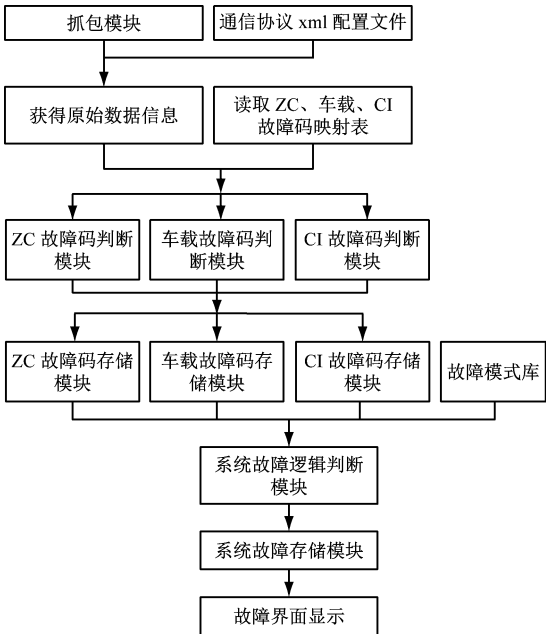 抓包模块
通信协议 xml 配置文件
获得原始数据信息
读取 ZC、车载、CI
故障码映射表
ZC 故障码判断
模块
车载故障码判
断模块
CI 故障码判断
模块
ZC 故障码存储
模块
车载故障码存
储模块
CI 故障码存储
模块
故障模式库
系统故障逻辑判断
模块
系统故障存储模块
故障界面显示